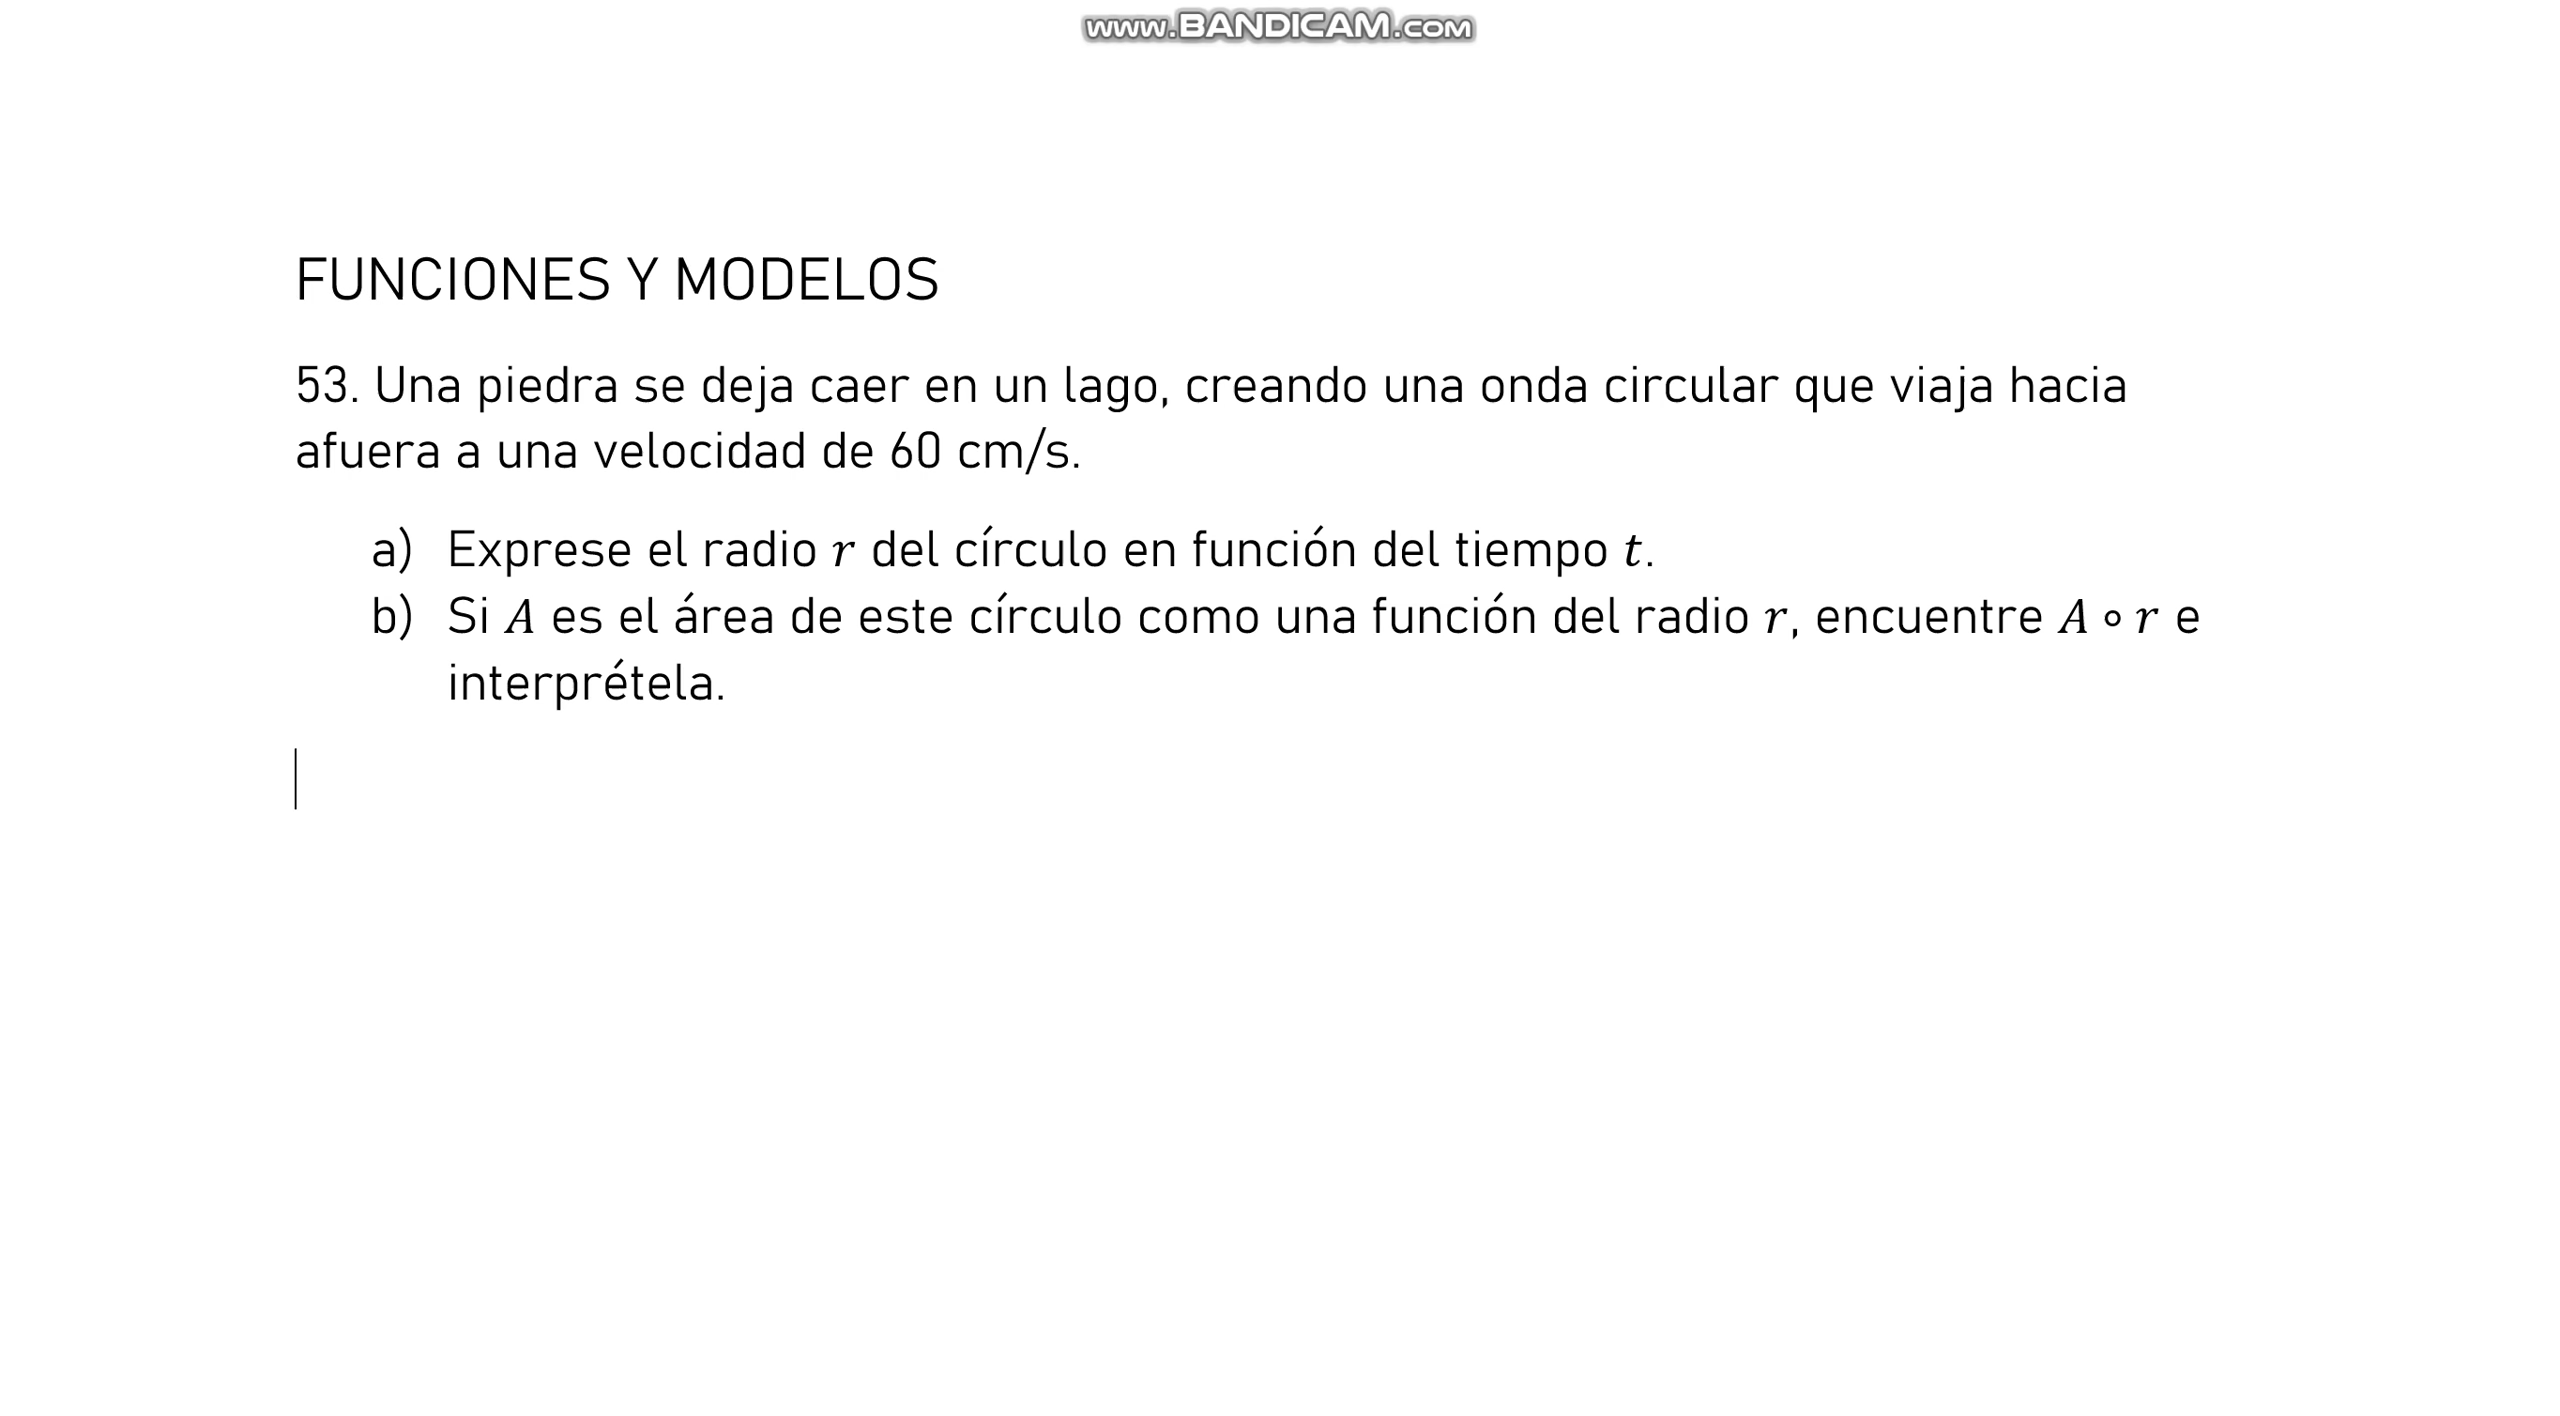 www.BANDICAM.com
FUNCIONES Y MODELOS
53. Una piedra se deja caer en un lago, creando una onda circular que viaja hacia
afuera a una velocidad de 60 cm/s.
a) Exprese el radio r del círculo en función del tiempo t.
b) Si A es el área de este círculo como una función del radio r, encuentre A ∘ r e
interprétela.